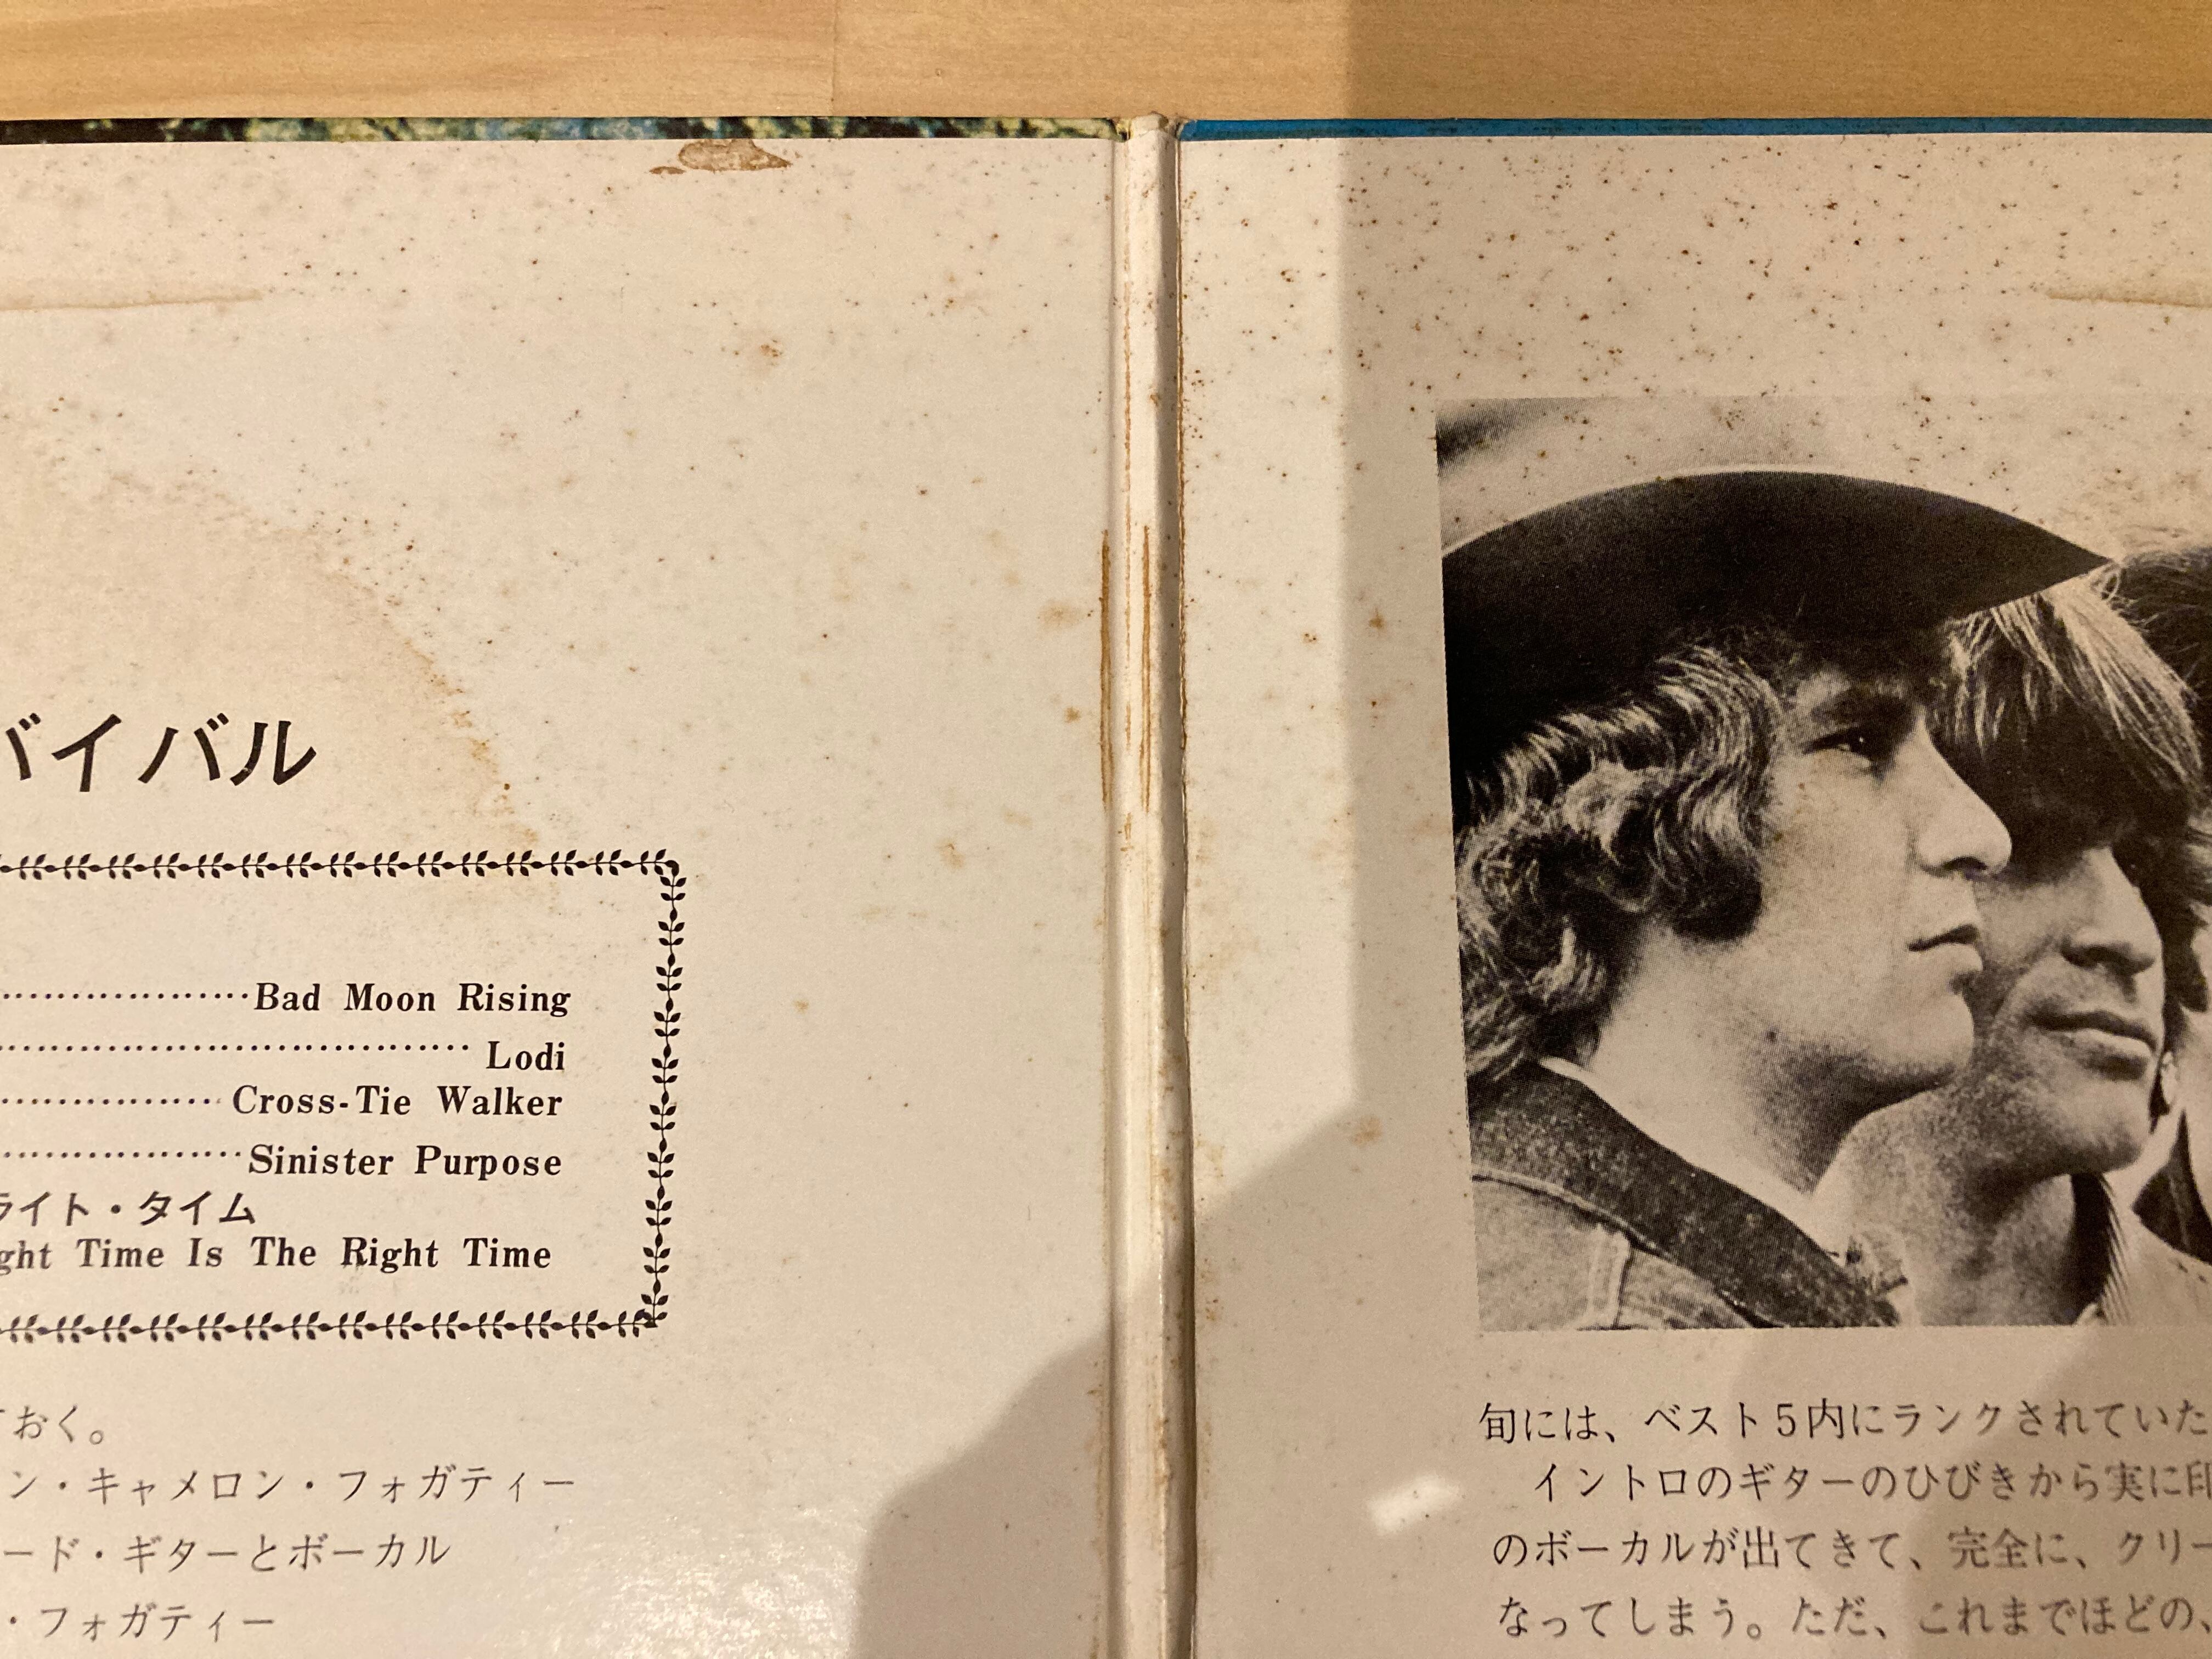 バイバル
Bad Moon Rising
Lodi
Cross-Tie Walker
Sinister Purpose
ライト・タイム
ght Time Is The Right Time
おく。
ン・キャメロン・フォガティー
ード・ギターとボーカル
・フォガティー
旬には、ベスト5内にランクされていた
イントロのギターのひびきから実に印
のボーカルが出てきて、完全に、クリー
なってしまう。ただ、これまでほどの、